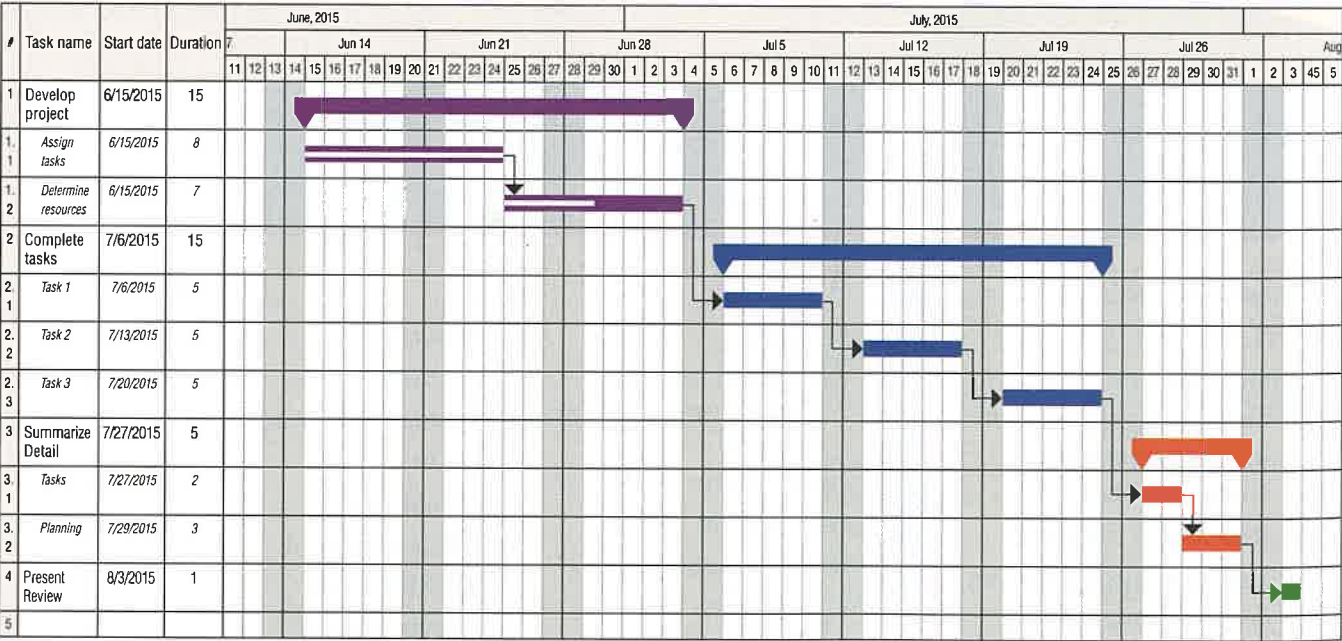 June, 2015 July, 2015
# Task name Start date Duration 7 Jun 14 Jun 21 Jun 28 Jul 5 Jul 12 Jul 19 Jul 26 Aug
11 12 13 14 15 16 17 18 19 20 21 22 23 24 25 26 27 28 29 30 1 2 3 4 5 6 7 8 9 10 11 12 13 14 15 16 17 18 19 20 21 22 23 24 25 26 27 28 29 30 31 1 2 3 45 5
1 Develop project 6/15/2015 15
1.1 Assign tasks 6/15/2015 8
1.2 Determine resources 6/15/2015 7
2 Complete tasks 7/6/2015 15
2.1 Task 1 7/6/2015 5
2.2 Task 2 7/13/2015 5
2.3 Task 3 7/20/2015 5
3 Summarize Detail 7/27/2015 5
3.1 Tasks 7/27/2015 2
3.2 Planning 7/29/2015 3
4 Present Review 8/3/2015 1
5